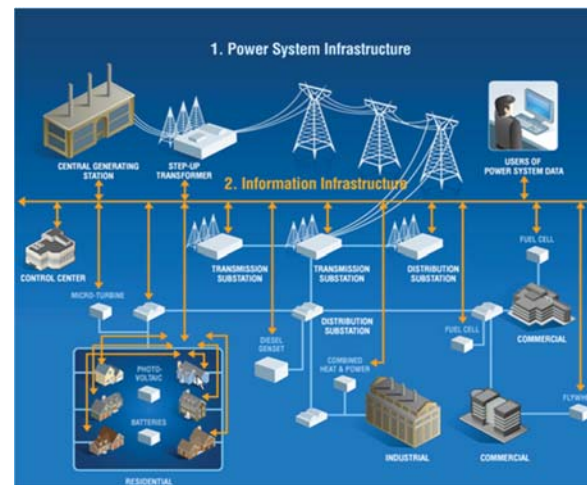 1. Power System Infrastructure
CENTRAL GENERATING
STATION
STEP-UP
TRANSFORMER
USERS OF
POWER SYSTEM DATA
2. Information Infrastructure
CONTROL CENTER
TRANSMISSION
SUBSTATION
TRANSMISSION
SUBSTATION
DISTRIBUTION
SUBSTATION
FUEL CELL
MICRO-TURBINE
DISTRIBUTION
SUBSTATION
COMMERCIAL
DIESEL
GENSET
FUEL CELL
COMBINED
HEAT & POWER
PHOTO-
VOLTAIC
BATTERIES
FLYWHE
INDUSTRIAL
COMMERCIAL
RESIDENTIAL